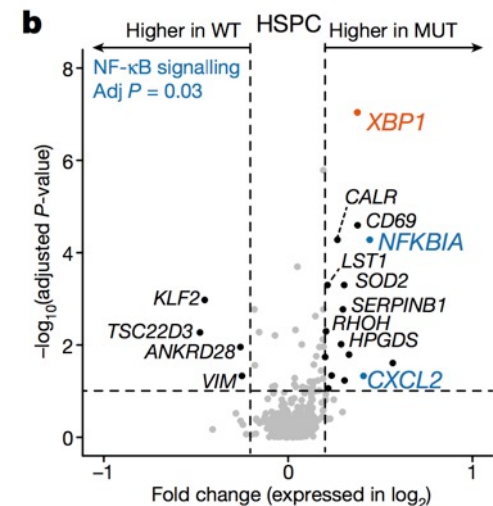 b
HSPC
Higher in WT
Higher in MUT
NF-κB signalling
Adj P = 0.03
XBP1
CALR
CD69
NFKBIA
LST1
SOD2
KLF2
SERPINB1
TSC22D3
RHOH
ANKRD28
HPGDS
VIM
CXCL2
8
6
4
2
0
−log₁₀(adjusted P-value)
−1
0
1
Fold change (expressed in log₂)